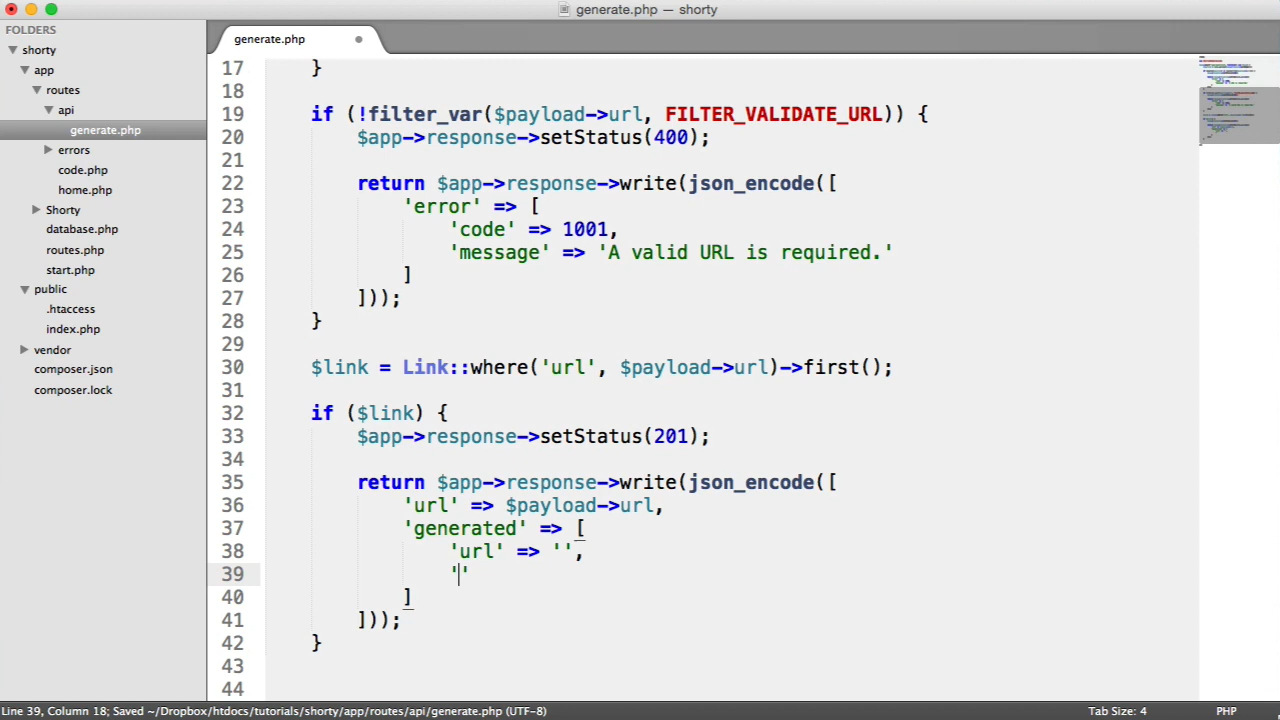 generate.php — shorty
FOLDERS
shorty
app
routes
api
generate.php
errors
code.php
home.php
Shorty
database.php
routes.php
start.php
public
.htaccess
index.php
vendor
composer.json
composer.lock
generate.php
17 }
18
19 if (!filter_var($payload->url, FILTER_VALIDATE_URL)) {
20 $app->response->setStatus(400);
21
22 return $app->response->write(json_encode([
23 'error' => [
24 'code' => 1001,
25 'message' => 'A valid URL is required.'
26 ]
27 ]));
28 }
29
30 $link = Link::where('url', $payload->url)->first();
31
32 if ($link) {
33 $app->response->setStatus(201);
34
35 return $app->response->write(json_encode([
36 'url' => $payload->url,
37 'generated' => [
38 'url' => '',
39 ''
40 ]
41 ]));
42 }
43
44
Line 39, Column 18; Saved ~/Dropbox/htdocs/tutorials/shorty/app/routes/api/generate.php (UTF-8)
Tab Size: 4
PHP